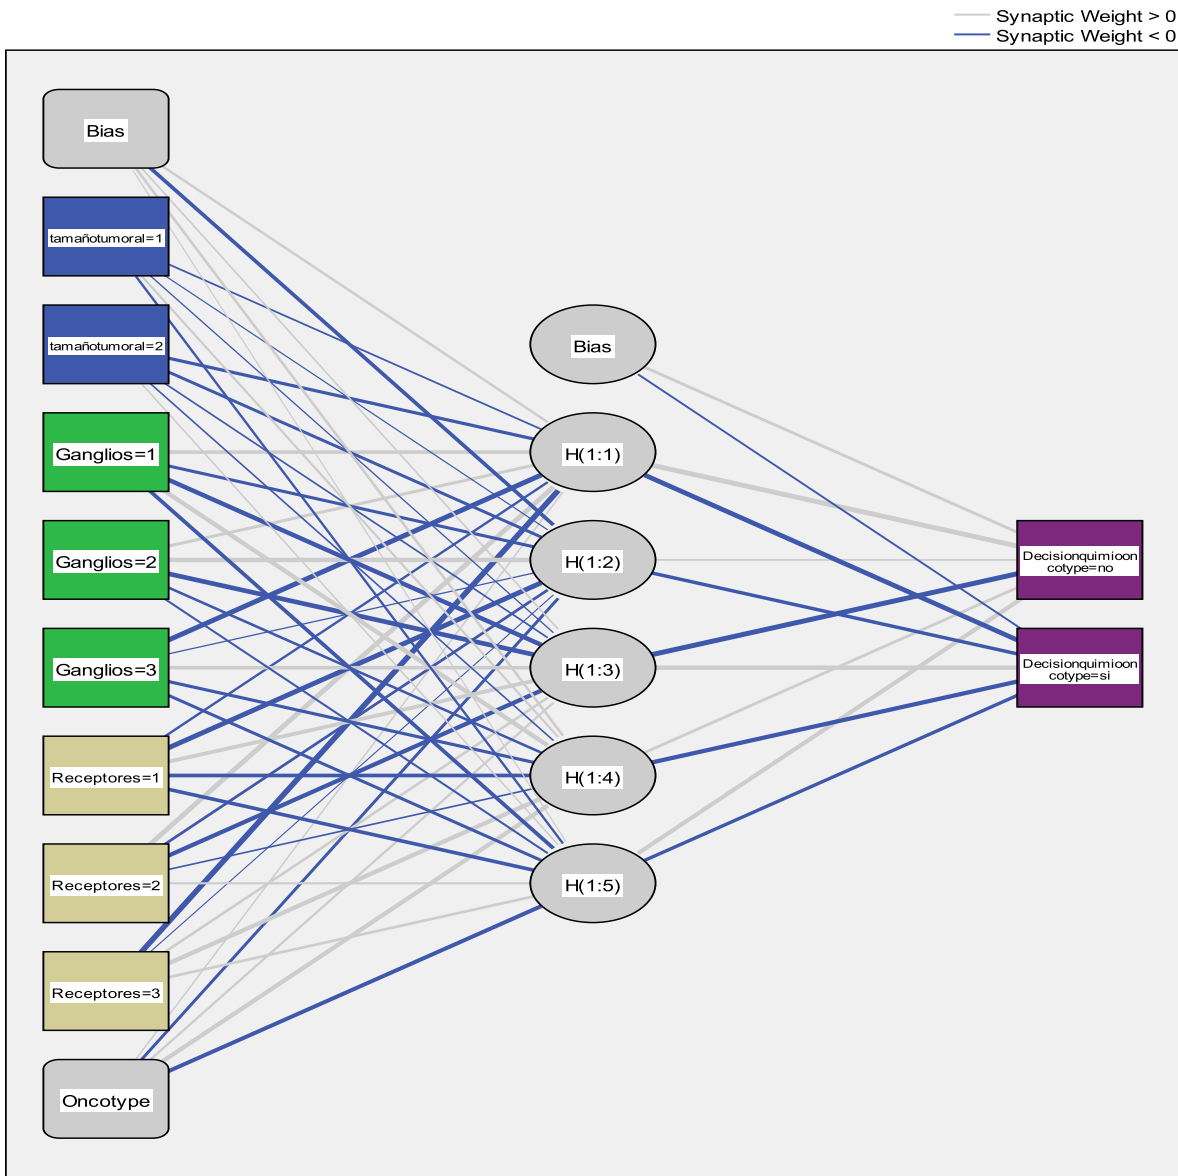 Synaptic Weight > 0
Synaptic Weight < 0
Bias
tamañotumoral=1
tamañotumoral=2
Ganglios=1
Ganglios=2
Ganglios=3
Receptores=1
Receptores=2
Receptores=3
Oncotype
Bias
H(1:1)
H(1:2)
H(1:3)
H(1:4)
H(1:5)
Decisionquimioon
cotype=no
Decisionquimioon
cotype=si